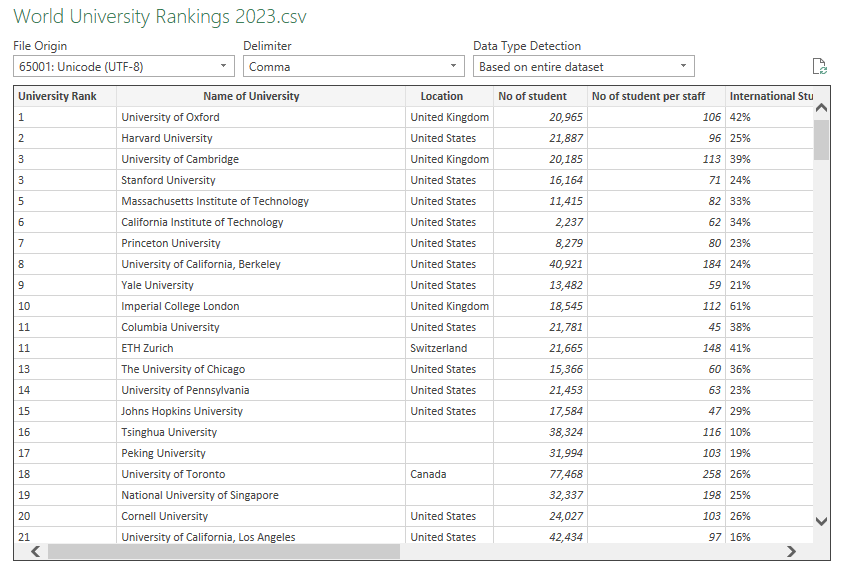 World University Rankings 2023.csv
File Origin Delimiter Data Type Detection
65001: Unicode (UTF-8) Comma Based on entire dataset
University Rank Name of University Location No of student No of student per staff International Stu
1 University of Oxford United Kingdom 20,965 106 42%
2 Harvard University United States 21,887 96 25%
3 University of Cambridge United Kingdom 20,185 113 39%
3 Stanford University United States 16,164 71 24%
5 Massachusetts Institute of Technology United States 11,415 82 33%
6 California Institute of Technology United States 2,237 62 34%
7 Princeton University United States 8,279 80 23%
8 University of California, Berkeley United States 40,921 184 24%
9 Yale University United States 13,482 59 21%
10 Imperial College London United Kingdom 18,545 112 61%
11 Columbia University United States 21,781 45 38%
11 ETH Zurich Switzerland 21,665 148 41%
13 The University of Chicago United States 15,366 60 36%
14 University of Pennsylvania United States 21,453 63 23%
15 Johns Hopkins University United States 17,584 47 29%
16 Tsinghua University 38,324 116 10%
17 Peking University 31,994 103 19%
18 University of Toronto Canada 77,468 258 26%
19 National University of Singapore 32,337 198 25%
20 Cornell University United States 24,027 103 26%
21 University of California, Los Angeles United States 42,434 97 16%